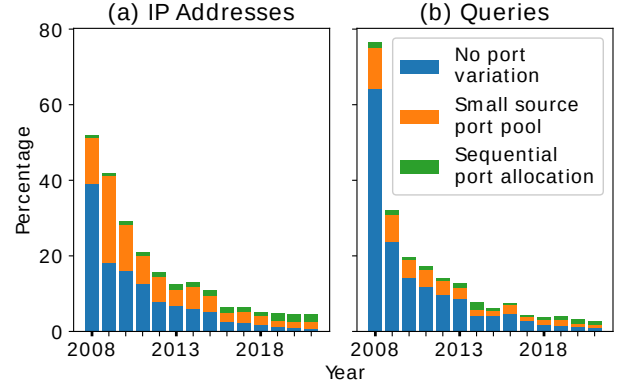 (a) IP Addresses
(b) Queries
80
60
40
20
0
Percentage
No port
variation
Small source
port pool
Sequential
port allocation
2008
2013
2018
2008
2013
2018
Year